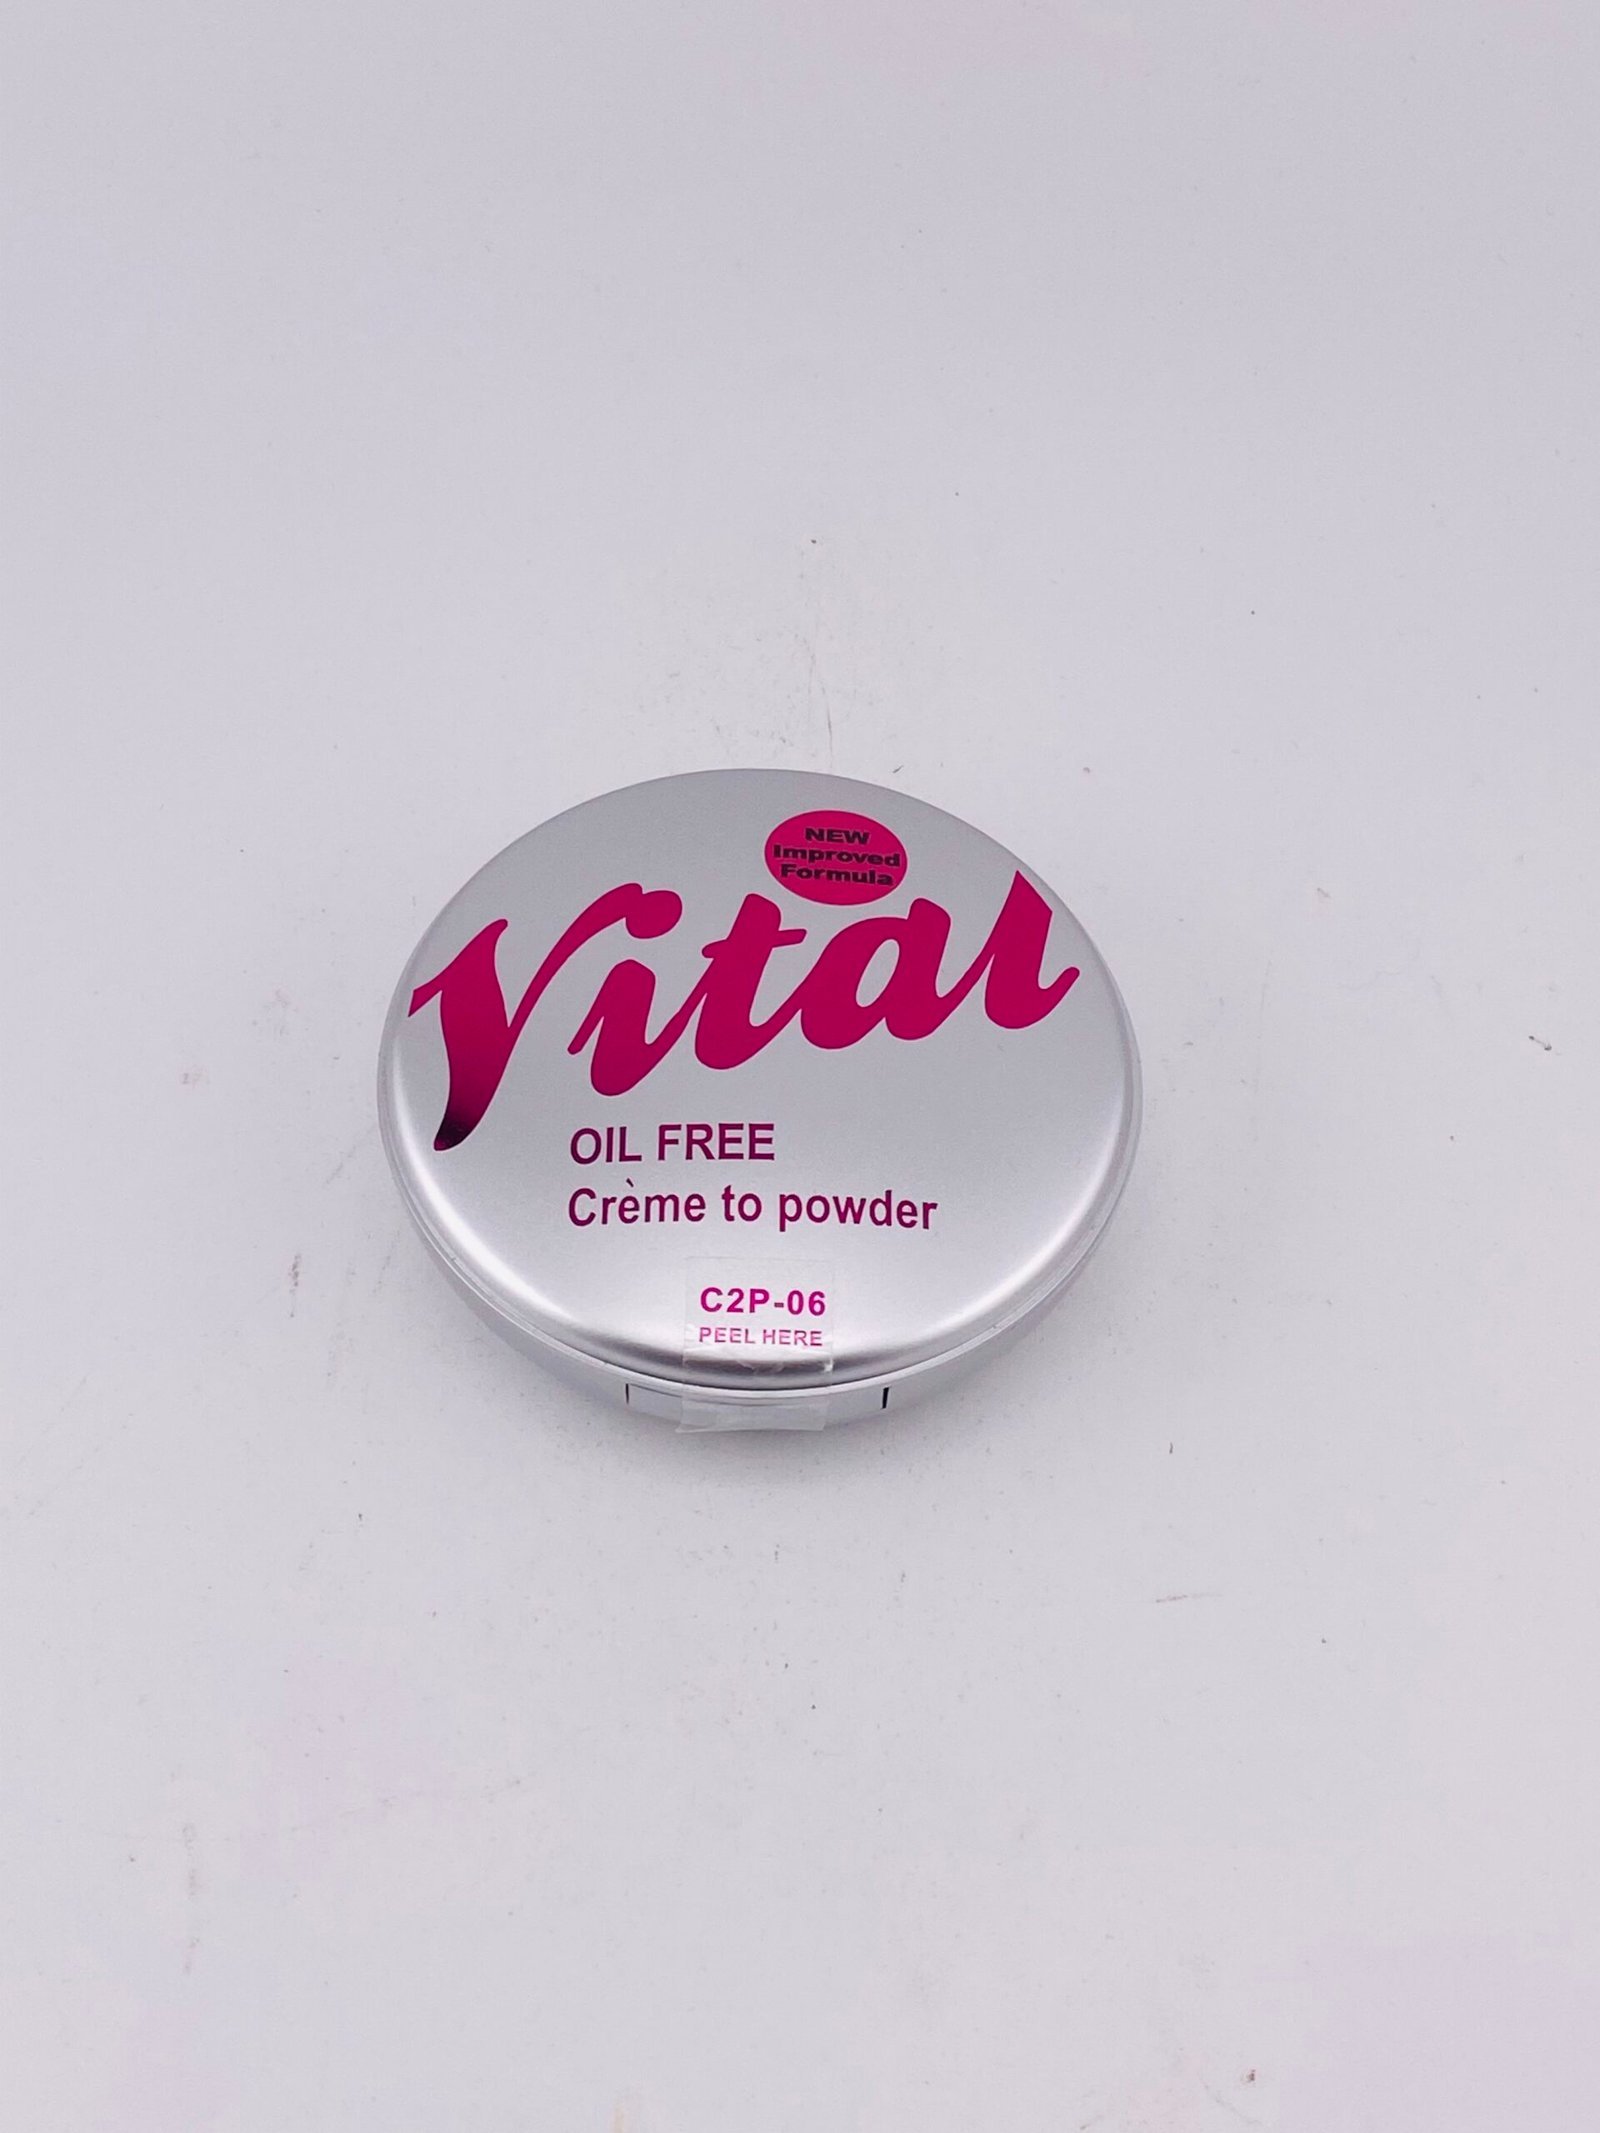 NEW
Improved
Formula
Vital
OIL FREE
Crème to powder
C2P-06
PEEL HERE